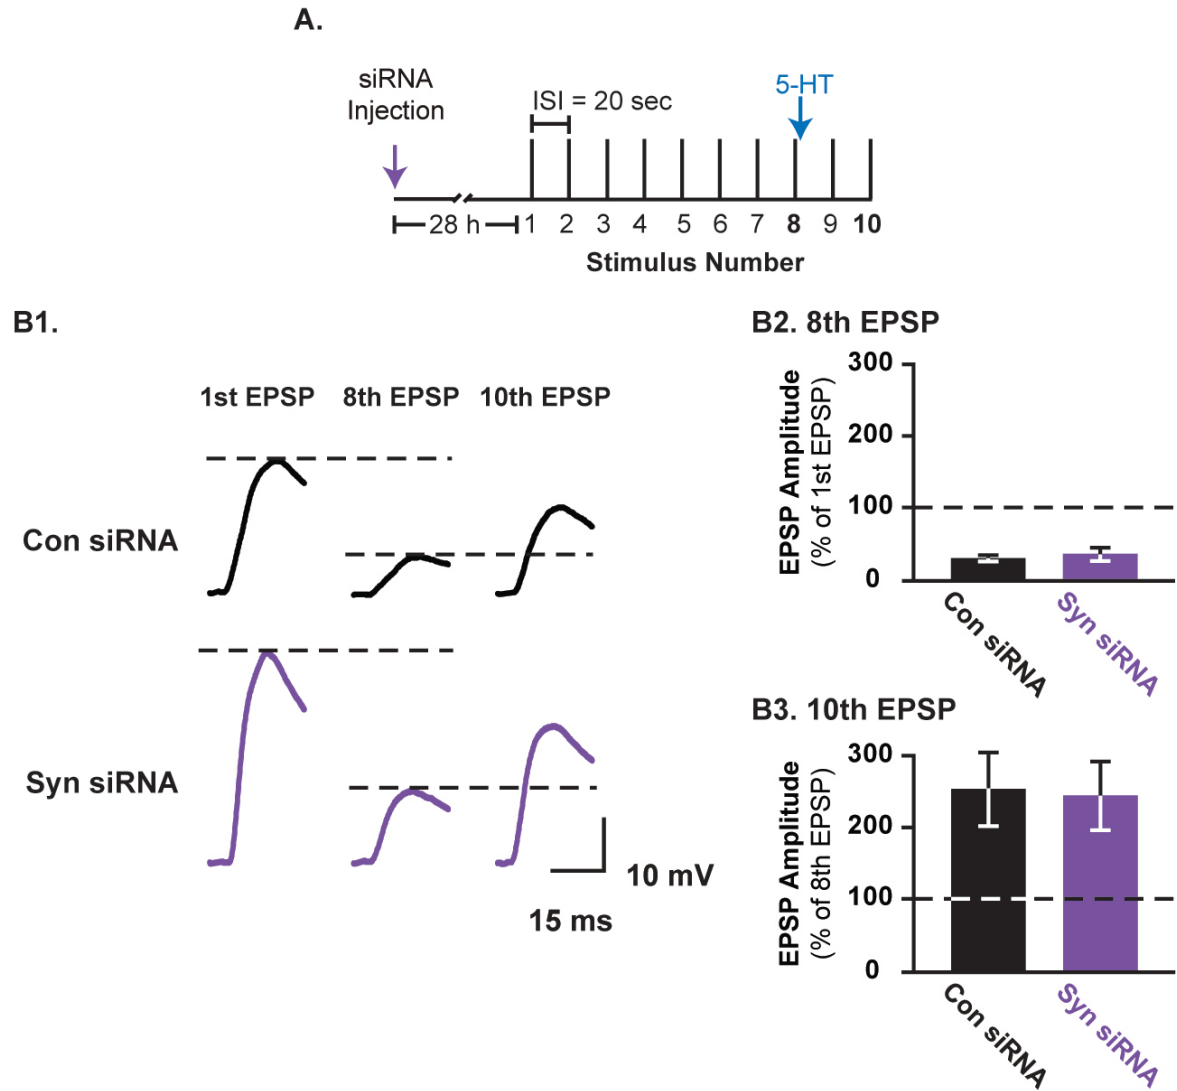 A.
siRNA
Injection
ISI = 20 sec
5-HT
28 h
1 2 3 4 5 6 7 8 9 10
Stimulus Number
B1.
1st EPSP 8th EPSP 10th EPSP
Con siRNA
Syn siRNA
10 mV
15 ms
B2. 8th EPSP
EPSP Amplitude
(% of 1st EPSP)
300
200
100
0
Con siRNA
Syn siRNA
B3. 10th EPSP
EPSP Amplitude
(% of 8th EPSP)
300
200
100
0
Con siRNA
Syn siRNA